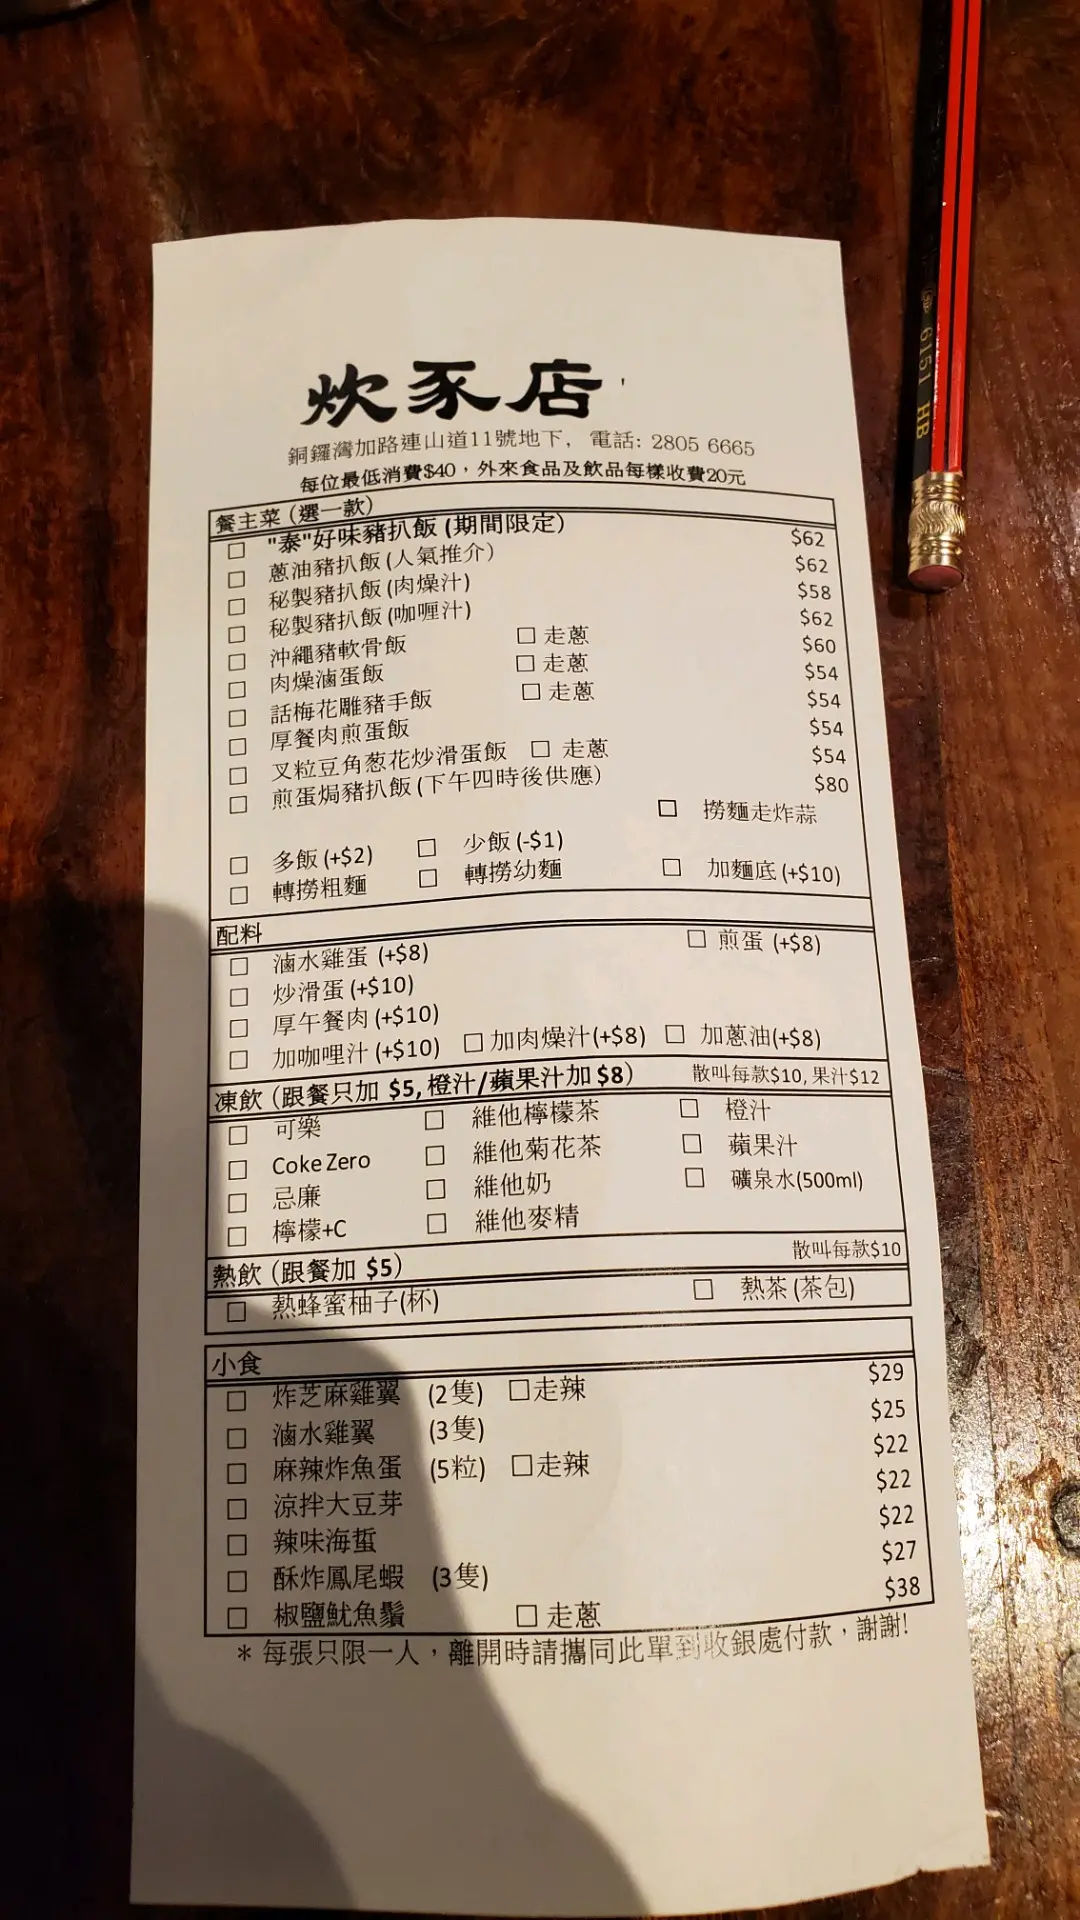 炊豕店
銅鑼灣加路連山道11號地下, 電話: 2805 6665
每位最低消費$40，外來食品及飲品每樣收費20元
餐主菜 (選一款)
☐ "泰"好味豬扒飯 (期間限定) $62
☐ 蔥油豬扒飯 (人氣推介) $62
☐ 秘製豬扒飯 (肉燥汁) $58
☐ 秘製豬扒飯 (咖喱汁) $62
☐ 沖繩豬軟骨飯 ☐ 走蔥 $60
☐ 肉燥滷蛋飯 ☐ 走蔥 $54
☐ 話梅花雕豬手飯 ☐ 走蔥 $54
☐ 厚餐肉煎蛋飯 $54
☐ 叉粒豆角葱花炒滑蛋飯 ☐ 走蔥 $54
☐ 煎蛋焗豬扒飯 (下午四時後供應) $80
☐ 撈麵走炸蒜
☐ 多飯 (+$2) ☐ 少飯 (-$1)
☐ 轉撈粗麵 ☐ 轉撈幼麵 ☐ 加麵底 (+$10)
配料
☐ 滷水雞蛋 (+$8) ☐ 煎蛋 (+$8)
☐ 炒滑蛋 (+$10)
☐ 厚午餐肉 (+$10)
☐ 加咖哩汁 (+$10) ☐ 加肉燥汁(+$8) ☐ 加蔥油(+$8)
凍飲 (跟餐只加 $5, 橙汁/蘋果汁加 $8) 散叫每款$10, 果汁$12
☐ 可樂 ☐ 維他檸檬茶 ☐ 橙汁
☐ Coke Zero ☐ 維他菊花茶 ☐ 蘋果汁
☐ 忌廉 ☐ 維他奶 ☐ 礦泉水(500ml)
☐ 檸檬+C ☐ 維他麥精
熱飲 (跟餐加 $5) 散叫每款$10
☐ 熱蜂蜜柚子(杯) ☐ 熱茶 (茶包)
小食
☐ 炸芝麻雞翼 (2隻) ☐走辣 $29
☐ 滷水雞翼 (3隻) $25
☐ 麻辣炸魚蛋 (5粒) ☐走辣 $22
☐ 涼拌大豆芽 $22
☐ 辣味海蜇 $22
☐ 酥炸鳳尾蝦 (3隻) $27
☐ 椒鹽魷魚鬚 ☐ 走蔥 $38
* 每張只限一人，離開時請攜同此單到收銀處付款，謝謝!
6151 HB